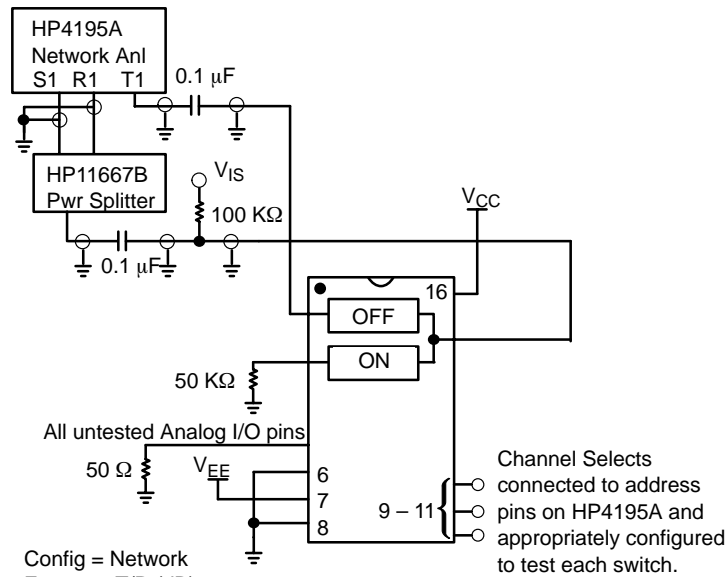 HP4195A
Network Anl
S1 R1 T1
0.1 μF
HP11667B
Pwr Splitter
VIS
100 KΩ
VCC
0.1 μF
16
OFF
ON
50 KΩ
All untested Analog I/O pins
50 Ω
VEE
6
7
8
9 – 11
Channel Selects
connected to address
pins on HP4195A and
appropriately configured
to test each switch.
Config = Network